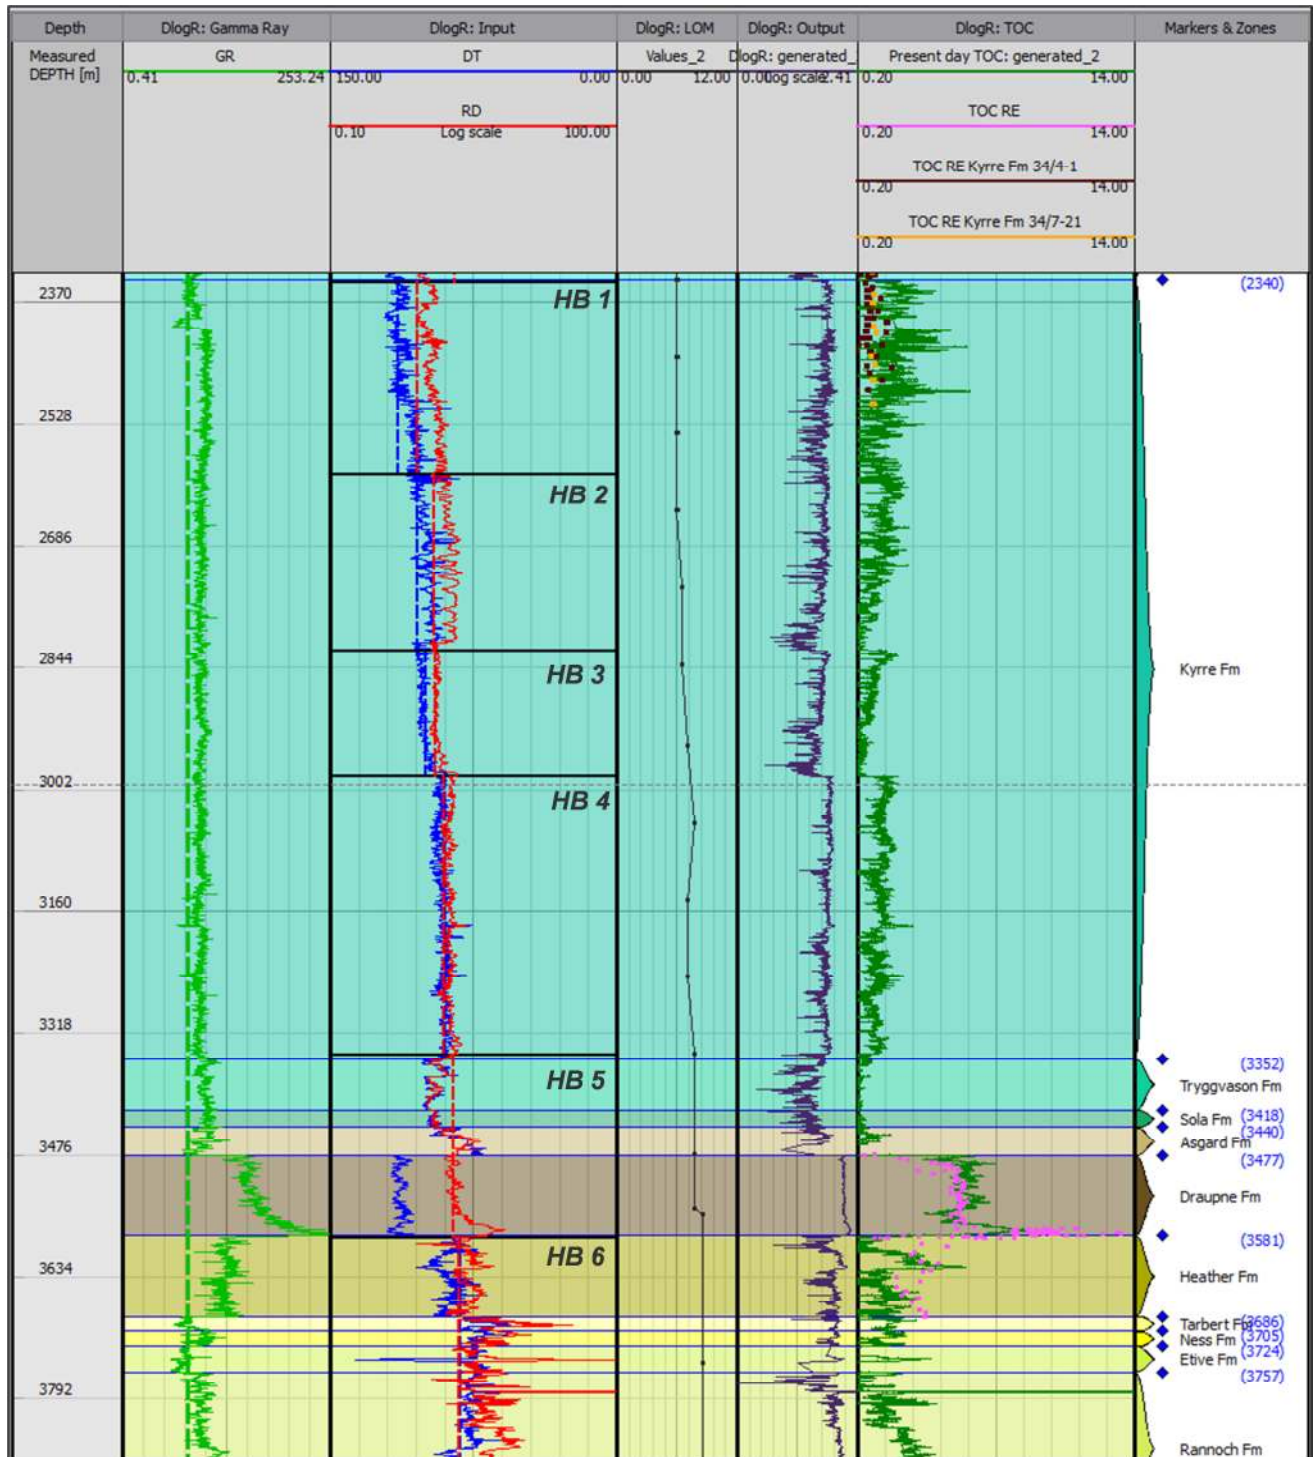 Depth DlogR: Gamma Ray DlogR: Input DlogR: LOM DlogR: Output DlogR: TOC Markers & Zones
Measured GR DT Values_2 DlogR: generated_ Present day TOC: generated_2
DEPTH [m] 0.41 253.24 150.00 0.00 0.00 12.00 0.00 Log scale 2.41 0.20 14.00
RD TOC RE
0.10 Log scale 100.00 0.20 14.00
TOC RE Kyrre Fm 34/4-1
0.20 14.00
TOC RE Kyrre Fm 34/7-21
0.20 14.00
(2340)
2370 HB 1
2528
HB 2
2686
2844
HB 3 Kyrre Fm
3002
HB 4
3160
3318
(3352)
HB 5 Tryggvason Fm
Sola Fm (3418)
(3440)
Asgard Fm
3476 (3477)
Draupne Fm
(3581)
HB 6
3634 Heather Fm
Tarbert Fm (3686)
Ness Fm (3705)
(3724)
Etive Fm
(3757)
3792
Rannoch Fm